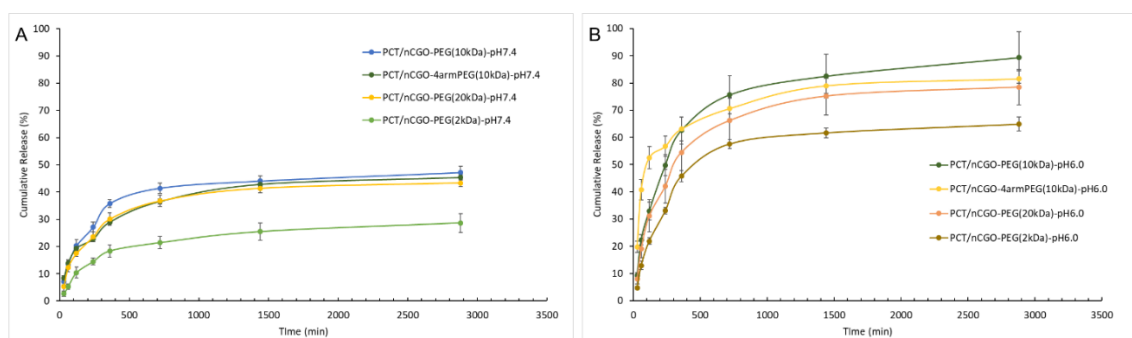 A
100
90
80
70
60
50
40
30
20
10
0
Cumulative Release (%)
PCT/nCGO-PEG(10kDa)-pH7.4
PCT/nCGO-4armPEG(10kDa)-pH7.4
PCT/nCGO-PEG(20kDa)-pH7.4
PCT/nCGO-PEG(2kDa)-pH7.4
0 500 1000 1500 2000 2500 3000 3500
Time (min)
B
100
90
80
70
60
50
40
30
20
10
0
Cumulative Release (%)
PCT/nCGO-PEG(10kDa)-pH6.0
PCT/nCGO-4armPEG(10kDa)-pH6.0
PCT/nCGO-PEG(20kDa)-pH6.0
PCT/nCGO-PEG(2kDa)-pH6.0
0 500 1000 1500 2000 2500 3000 3500
Time (min)